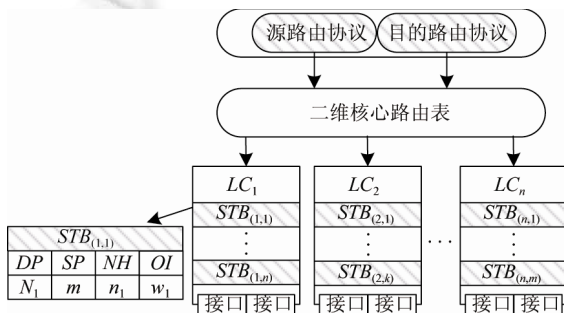 源路由协议 目的路由协议
二维核心路由表
LC₁ LC₂ LCₙ
STB₍₁,₁₎ STB₍₂,₁₎ STB₍ₙ,₁₎
⋮ ⋮ ⋯ ⋮
STB₍₁,ₙ₎ STB₍₂,ₖ₎ STB₍ₙ,ₘ₎
接口 接口 接口 接口 接口 接口
STB₍₁,₁₎
DP SP NH OI
N₁ m n₁ w₁